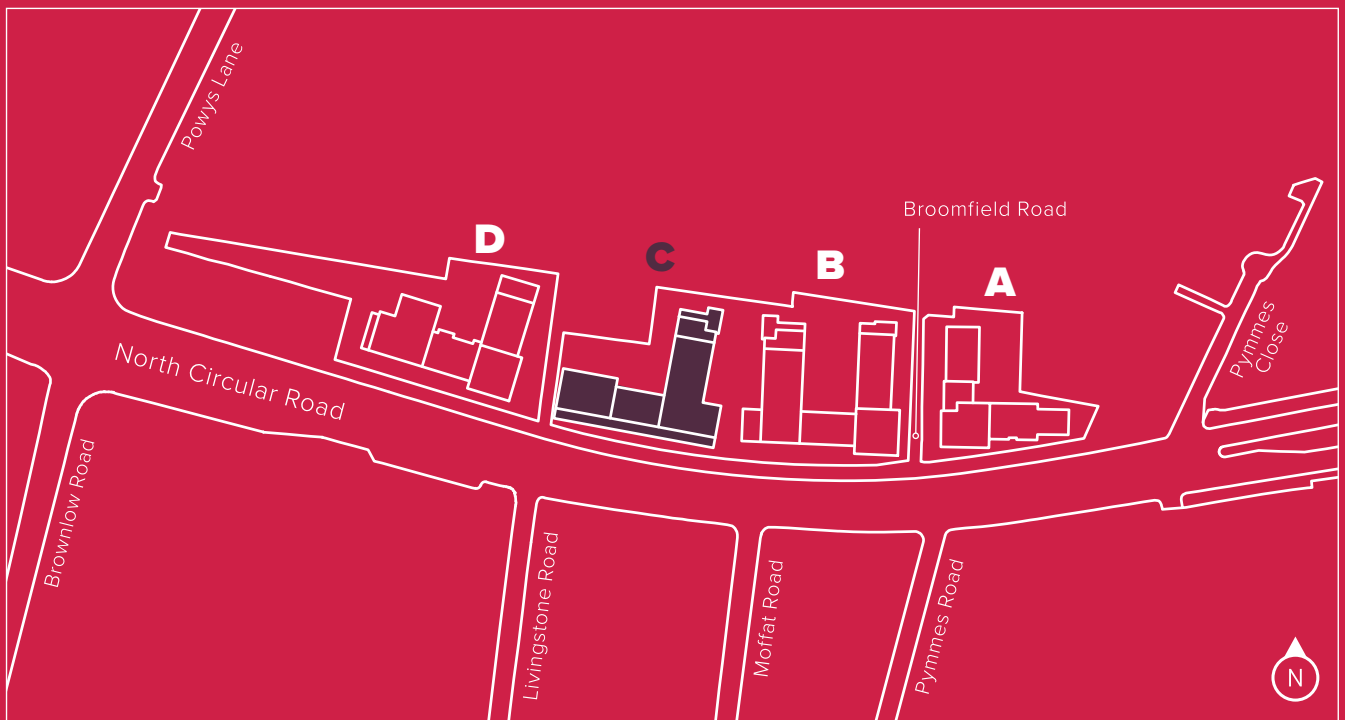 Powys Lane
Broomfield Road
D
C
B
A
Pymmes
Close
North Circular Road
Brownlow Road
Livingstone Road
Moffat Road
Pymmes Road
N